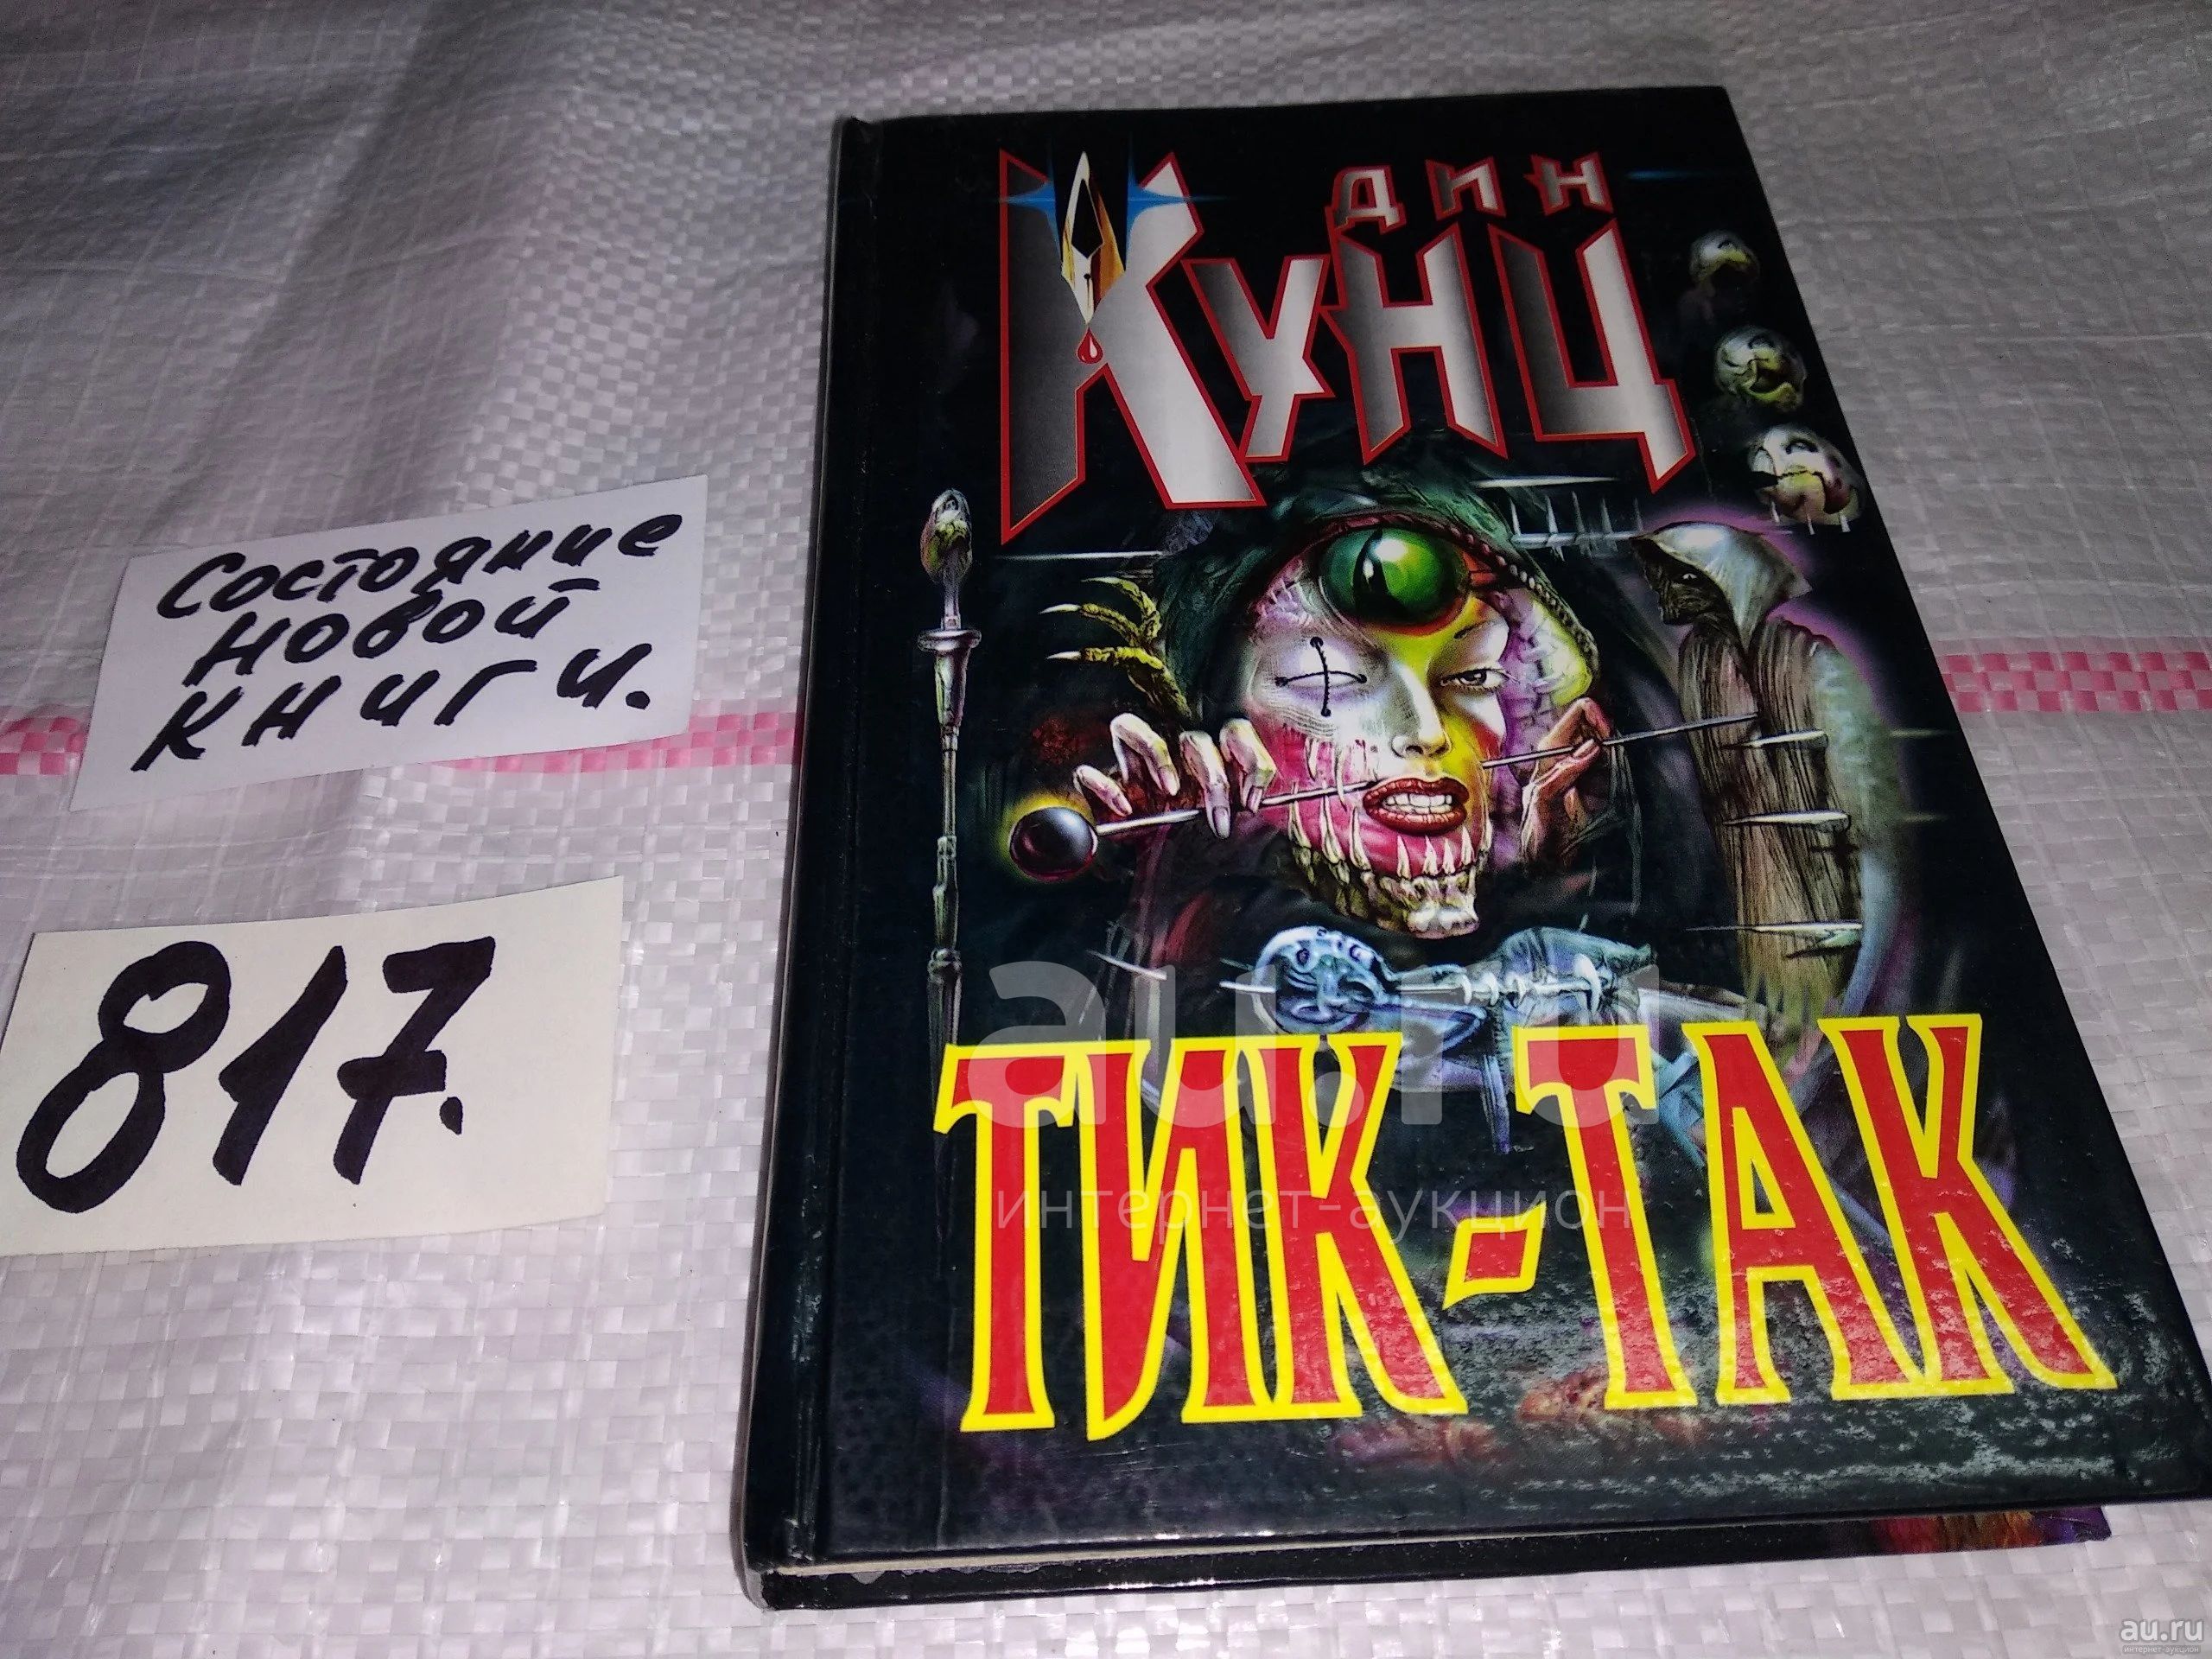 дин
Кунц
Состояние
новой
книги.
817.
ТИК-ТАК
au.ru
интернет-аукцион
au.ru
интернет-аукцион